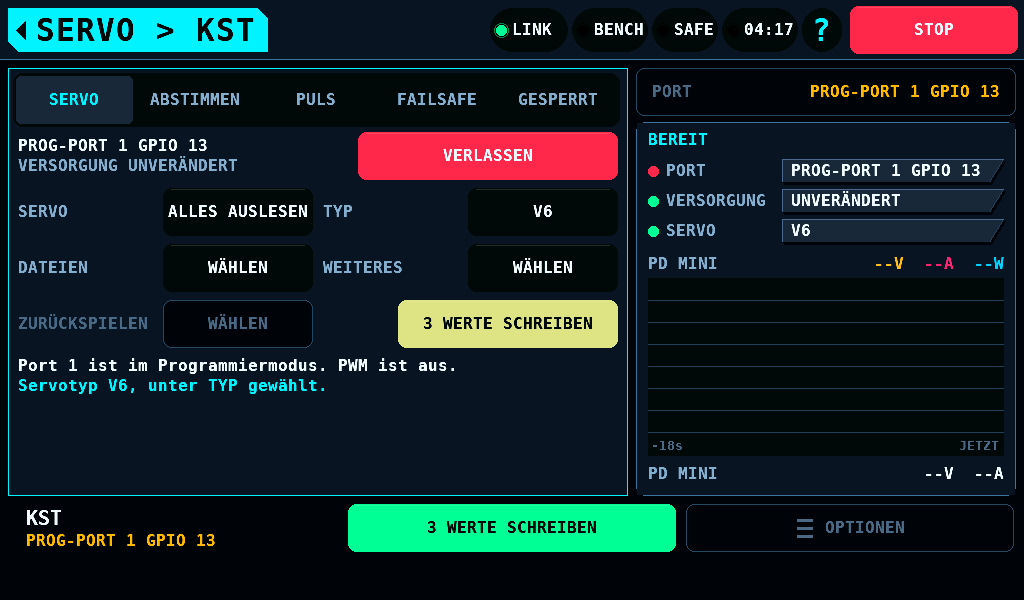 SERVO > KST
LINK
BENCH
SAFE
04:17
?
STOP
SERVO
ABSTIMMEN
PULS
FAILSAFE
GESPERRT
PROG-PORT 1 GPIO 13
VERSORGUNG UNVERÄNDERT
VERLASSEN
SERVO
ALLES AUSLESEN
TYP
V6
DATEIEN
WÄHLEN
WEITERES
WÄHLEN
ZURÜCKSPIELEN
WÄHLEN
3 WERTE SCHREIBEN
Port 1 ist im Programmiermodus. PWM ist aus.
Servotyp V6, unter TYP gewählt.
PORT
PROG-PORT 1 GPIO 13
BEREIT
PORT
PROG-PORT 1 GPIO 13
VERSORGUNG
UNVERÄNDERT
SERVO
V6
PD MINI
--V --A --W
-18s
JETZT
PD MINI
--V --A
KST
PROG-PORT 1 GPIO 13
3 WERTE SCHREIBEN
OPTIONEN